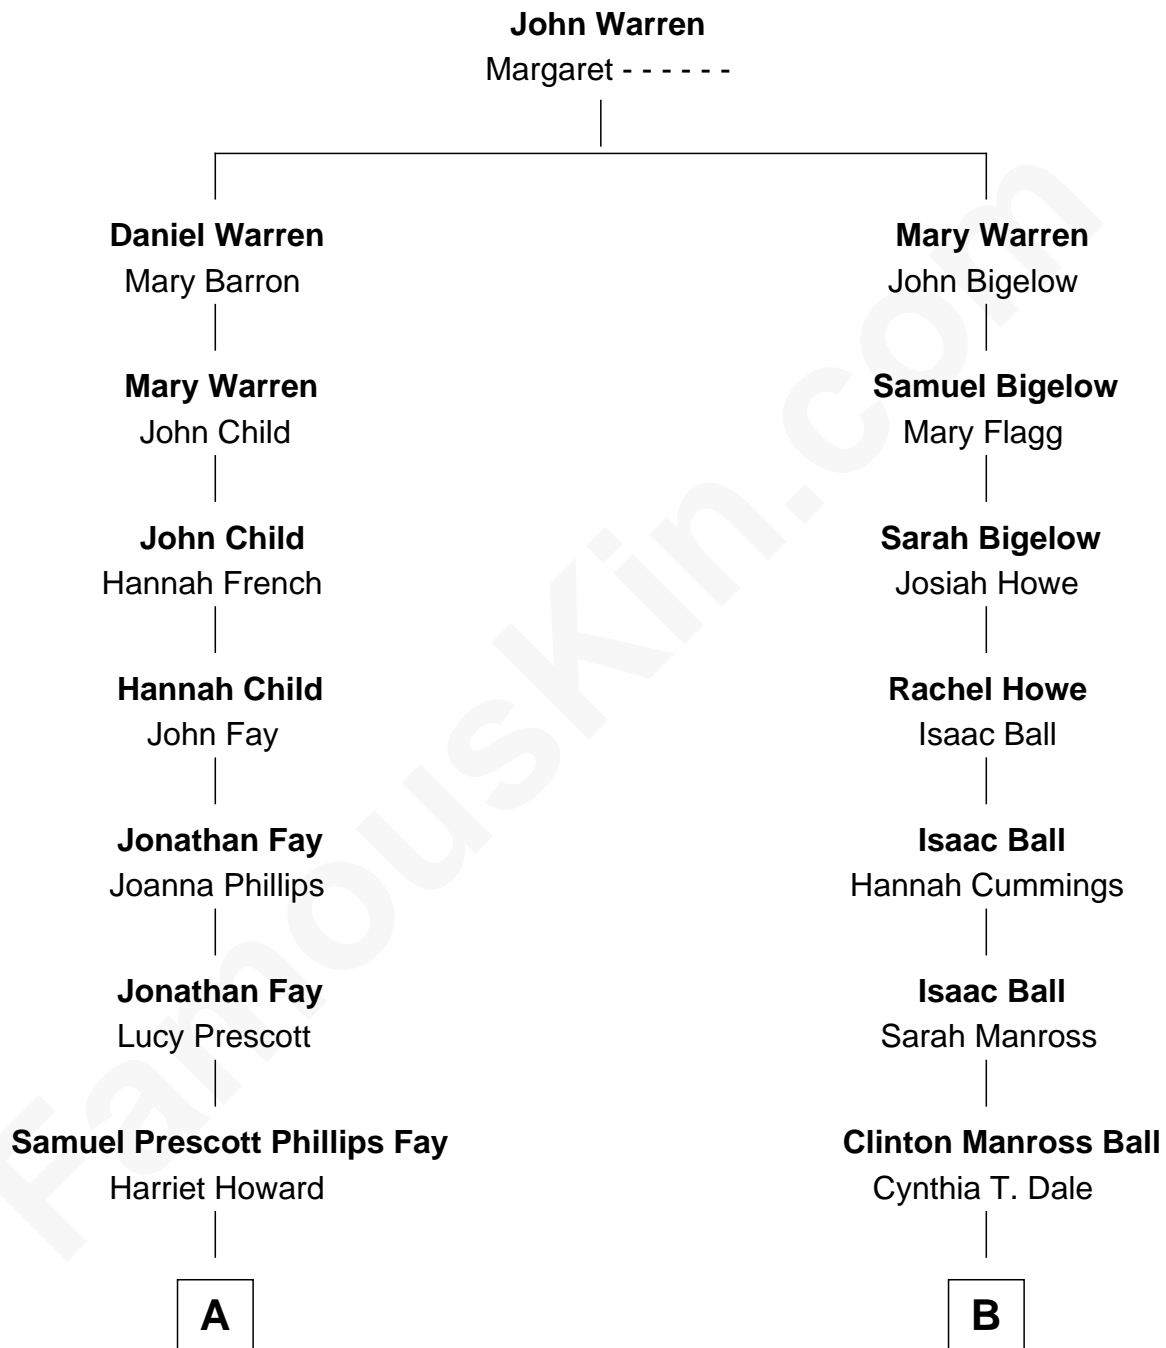 John Warren
Margaret - - - - - -
Daniel Warren
Mary Barron
Mary Warren
John Bigelow
Mary Warren
John Child
Samuel Bigelow
Mary Flagg
John Child
Hannah French
Sarah Bigelow
Josiah Howe
Hannah Child
John Fay
Rachel Howe
Isaac Ball
Jonathan Fay
Joanna Phillips
Isaac Ball
Hannah Cummings
Jonathan Fay
Lucy Prescott
Isaac Ball
Sarah Manross
Samuel Prescott Phillips Fay
Harriet Howard
Clinton Manross Ball
Cynthia T. Dale
A
B
FamousKin.com